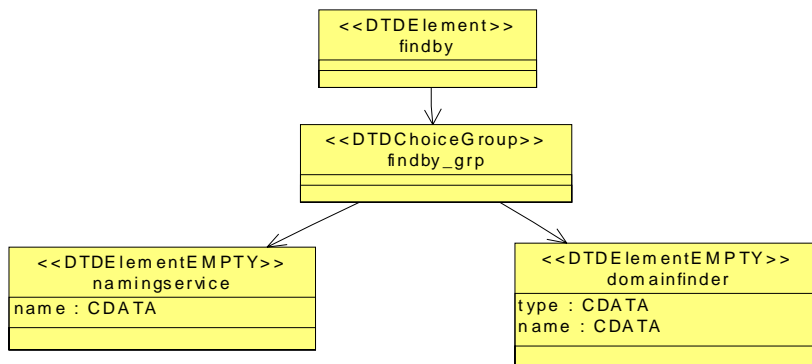 <<DTDElement>>
findby
<<DTDChoiceGroup>>
findby_grp
<<DTDElementEMPTY>>
namingservice
name : CDATA
<<DTDElementEMPTY>>
domainfinder
type : CDATA
name : CDATA